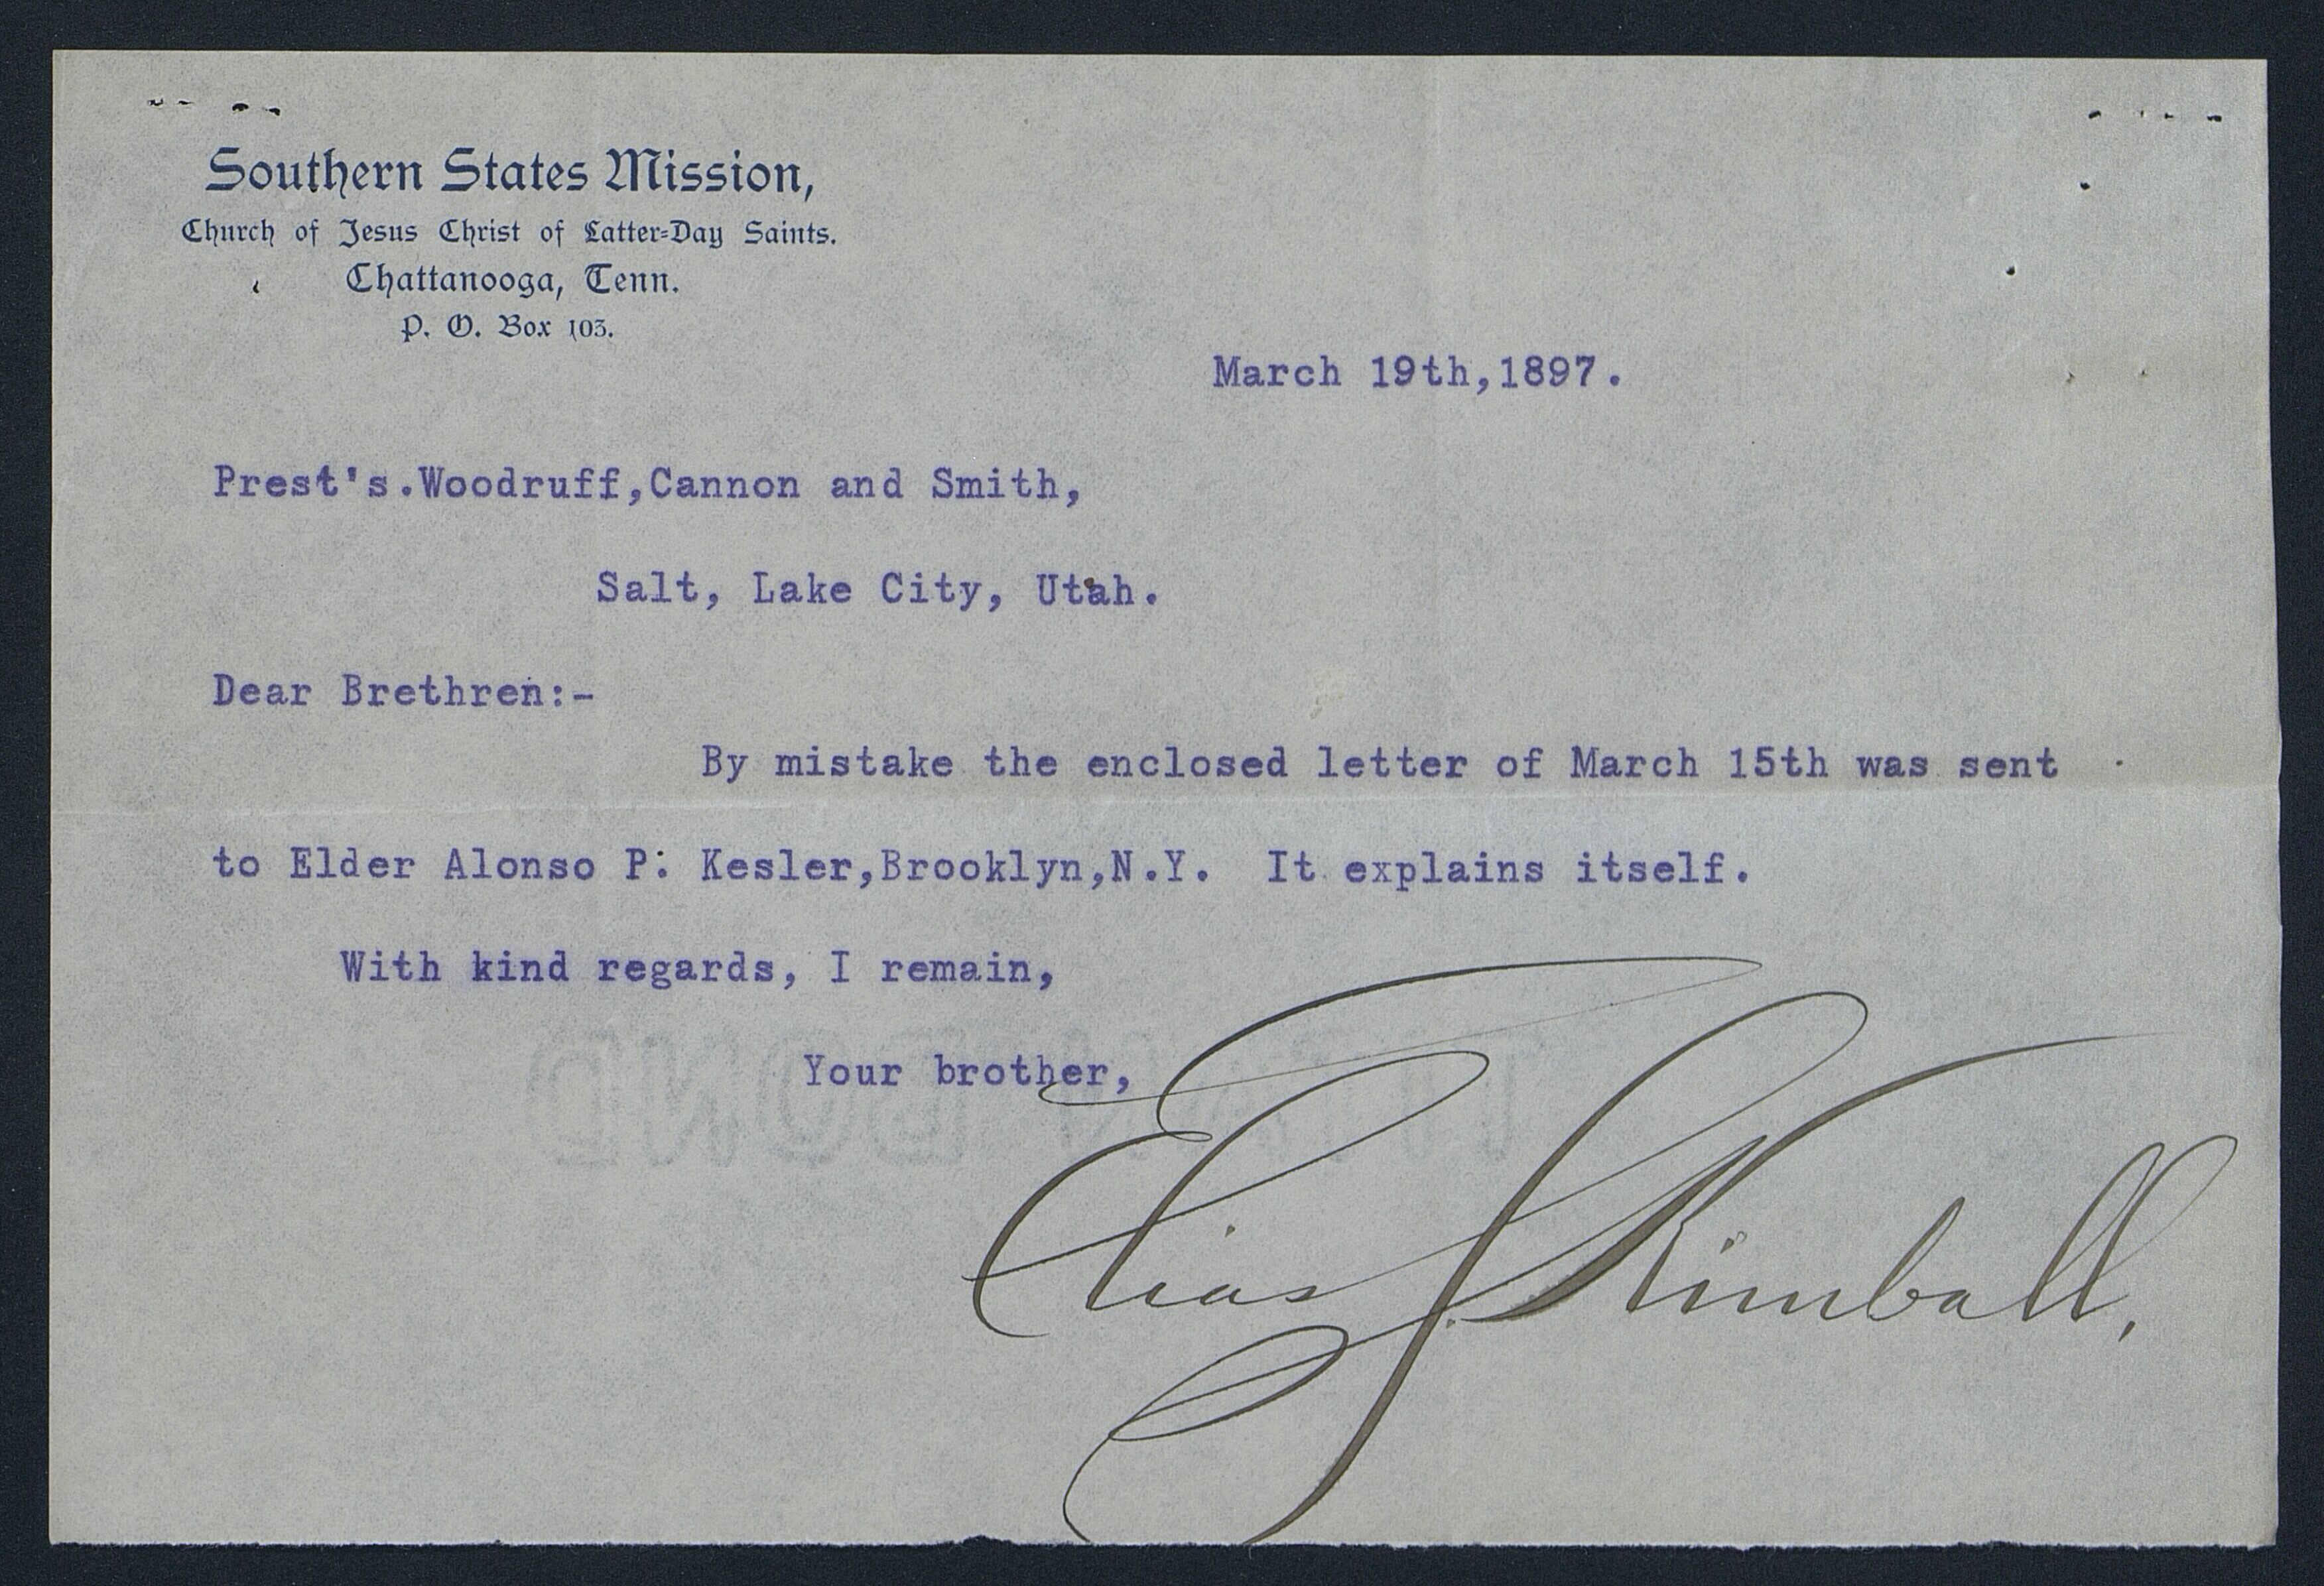 Southern States Mission,
Church of Jesus Christ of Latter-Day Saints.
Chattanooga, Tenn.
P. O. Box 103.
March 19th,1897.
Prest's.Woodruff,Cannon and Smith,
Salt, Lake City, Utah.
Dear Brethren:-
By mistake the enclosed letter of March 15th was sent
to Elder Alonso P. Kesler,Brooklyn,N.Y. It explains itself.
With kind regards, I remain,
Your brother,
Elias S. Kimball,